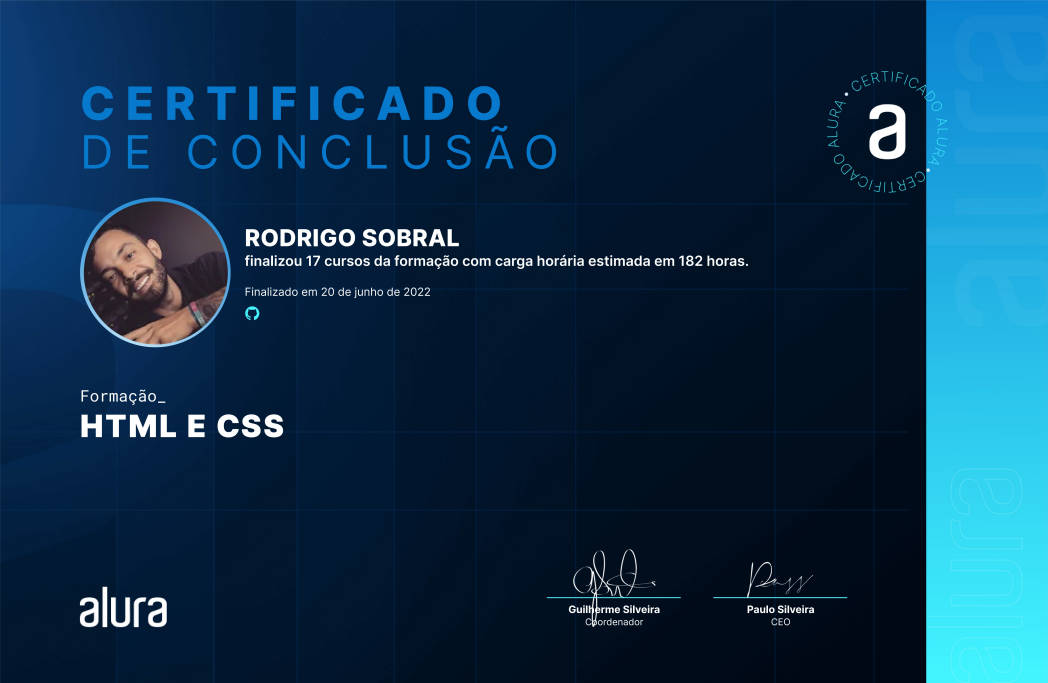 CERTIFICADO
DE CONCLUSÃO
CERTIFICADO ALURA • CERTIFICADO ALURA •
a
RODRIGO SOBRAL
finalizou 17 cursos da formação com carga horária estimada em 182 horas.
Finalizado em 20 de junho de 2022
Formação_
HTML E CSS
alura
Guilherme Silveira
Coordenador
Paulo Silveira
CEO
alura
alura